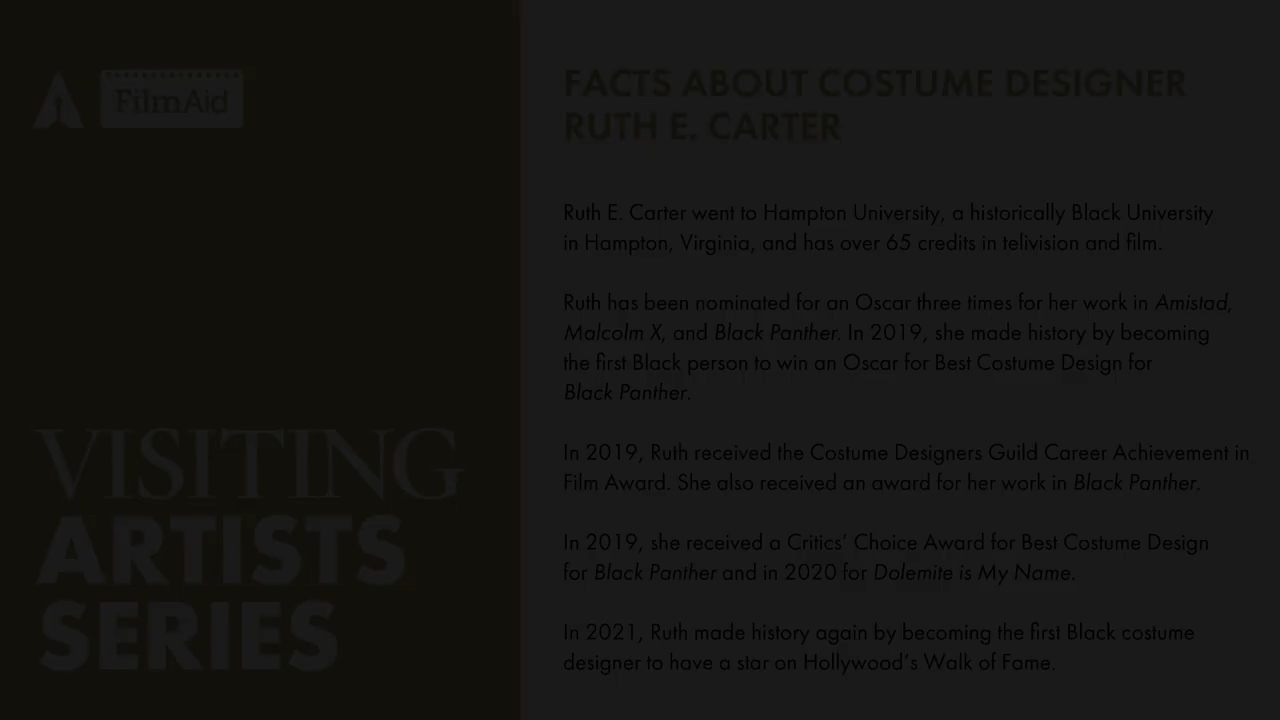 FilmAid
VISITING
ARTISTS
SERIES
FACTS ABOUT COSTUME DESIGNER
RUTH E. CARTER
Ruth E. Carter went to Hampton University, a historically Black University
in Hampton, Virginia, and has over 65 credits in telivision and film.
Ruth has been nominated for an Oscar three times for her work in Amistad,
Malcolm X, and Black Panther. In 2019, she made history by becoming
the first Black person to win an Oscar for Best Costume Design for
Black Panther.
In 2019, Ruth received the Costume Designers Guild Career Achievement in
Film Award. She also received an award for her work in Black Panther.
In 2019, she received a Critics’ Choice Award for Best Costume Design
for Black Panther and in 2020 for Dolemite is My Name.
In 2021, Ruth made history again by becoming the first Black costume
designer to have a star on Hollywood’s Walk of Fame.